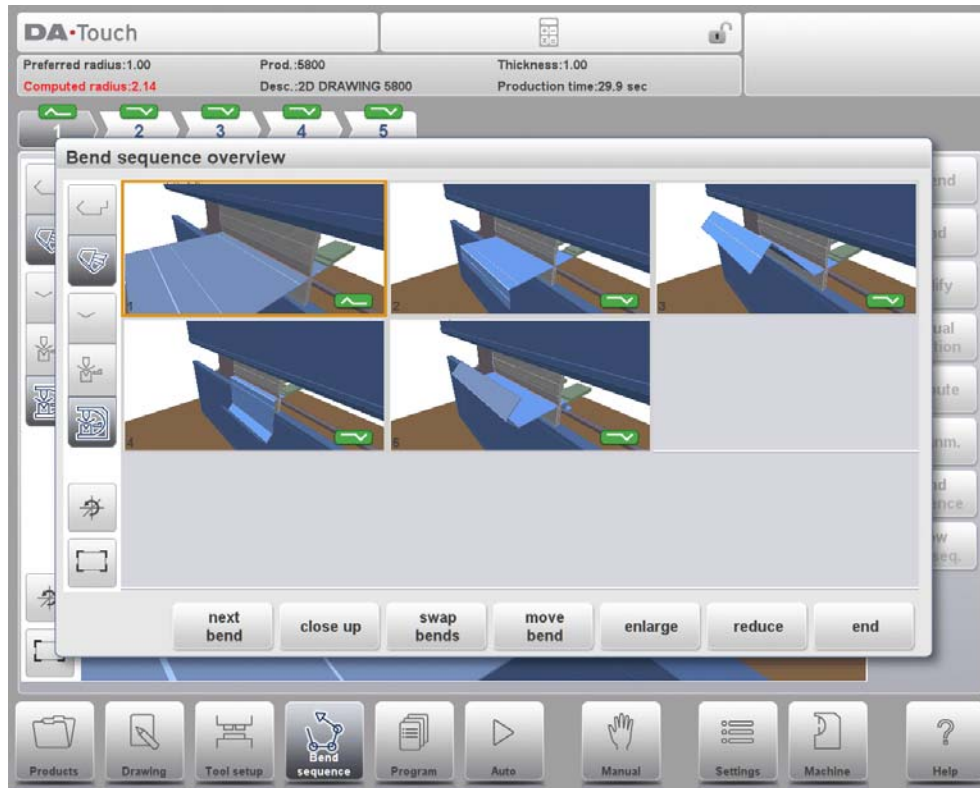 DA·Touch
Preferred radius:1.00
Prod.:5800
Thickness:1.00
Computed radius:2.14
Desc.:2D DRAWING 5800
Production time:29.9 sec
1
2
3
4
5
Bend sequence overview
1
2
3
4
5
next
bend
close up
swap
bends
move
bend
enlarge
reduce
end
Products
Drawing
Tool setup
Bend
sequence
Program
Auto
Manual
Settings
Machine
Help